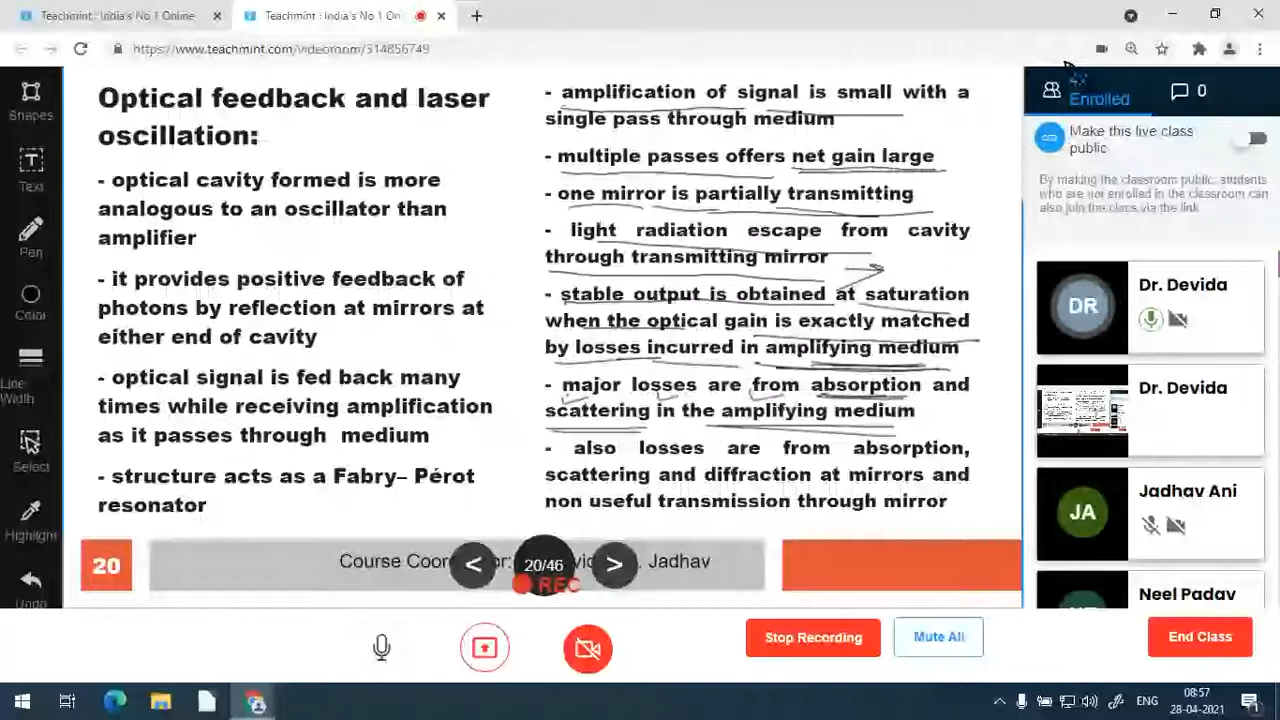 Teachmint : India's No 1 Online
Teachmint : India's No 1 On
https://www.teachmint.com/videoroom/314856749
Shapes
Text
Pen
Color
Line
Width
Select
Highlight
Undo
Optical feedback and laser
oscillation:
- optical cavity formed is more
analogous to an oscillator than
amplifier
- it provides positive feedback of
photons by reflection at mirrors at
either end of cavity
- optical signal is fed back many
times while receiving amplification
as it passes through medium
- structure acts as a Fabry– Pérot
resonator
- amplification of signal is small with a
single pass through medium
- multiple passes offers net gain large
- one mirror is partially transmitting
- light radiation escape from cavity
through transmitting mirror
- stable output is obtained at saturation
when the optical gain is exactly matched
by losses incurred in amplifying medium
- major losses are from absorption and
scattering in the amplifying medium
- also losses are from absorption,
scattering and diffraction at mirrors and
non useful transmission through mirror
20
Course Coor
Jadhav
20/46
REC
Enrolled
0
Make this live class
public
By making the classroom public, students
who are not enrolled in the classroom can
also join the class via the link
DR
Dr. Devida
Dr. Devida
JA
Jadhav Ani
Neel Padav
Stop Recording
Mute All
End Class
ENG
08:57
28-04-2021